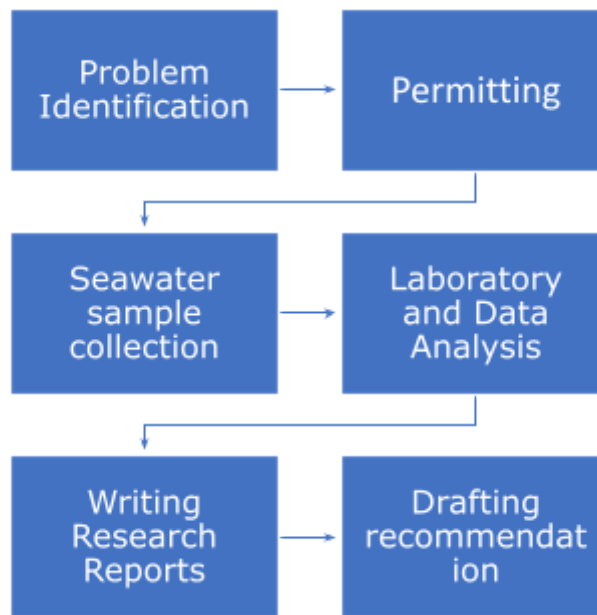 Problem
Identification
Permitting
Seawater
sample
collection
Laboratory
and Data
Analysis
Writing
Research
Reports
Drafting
recommendat
ion